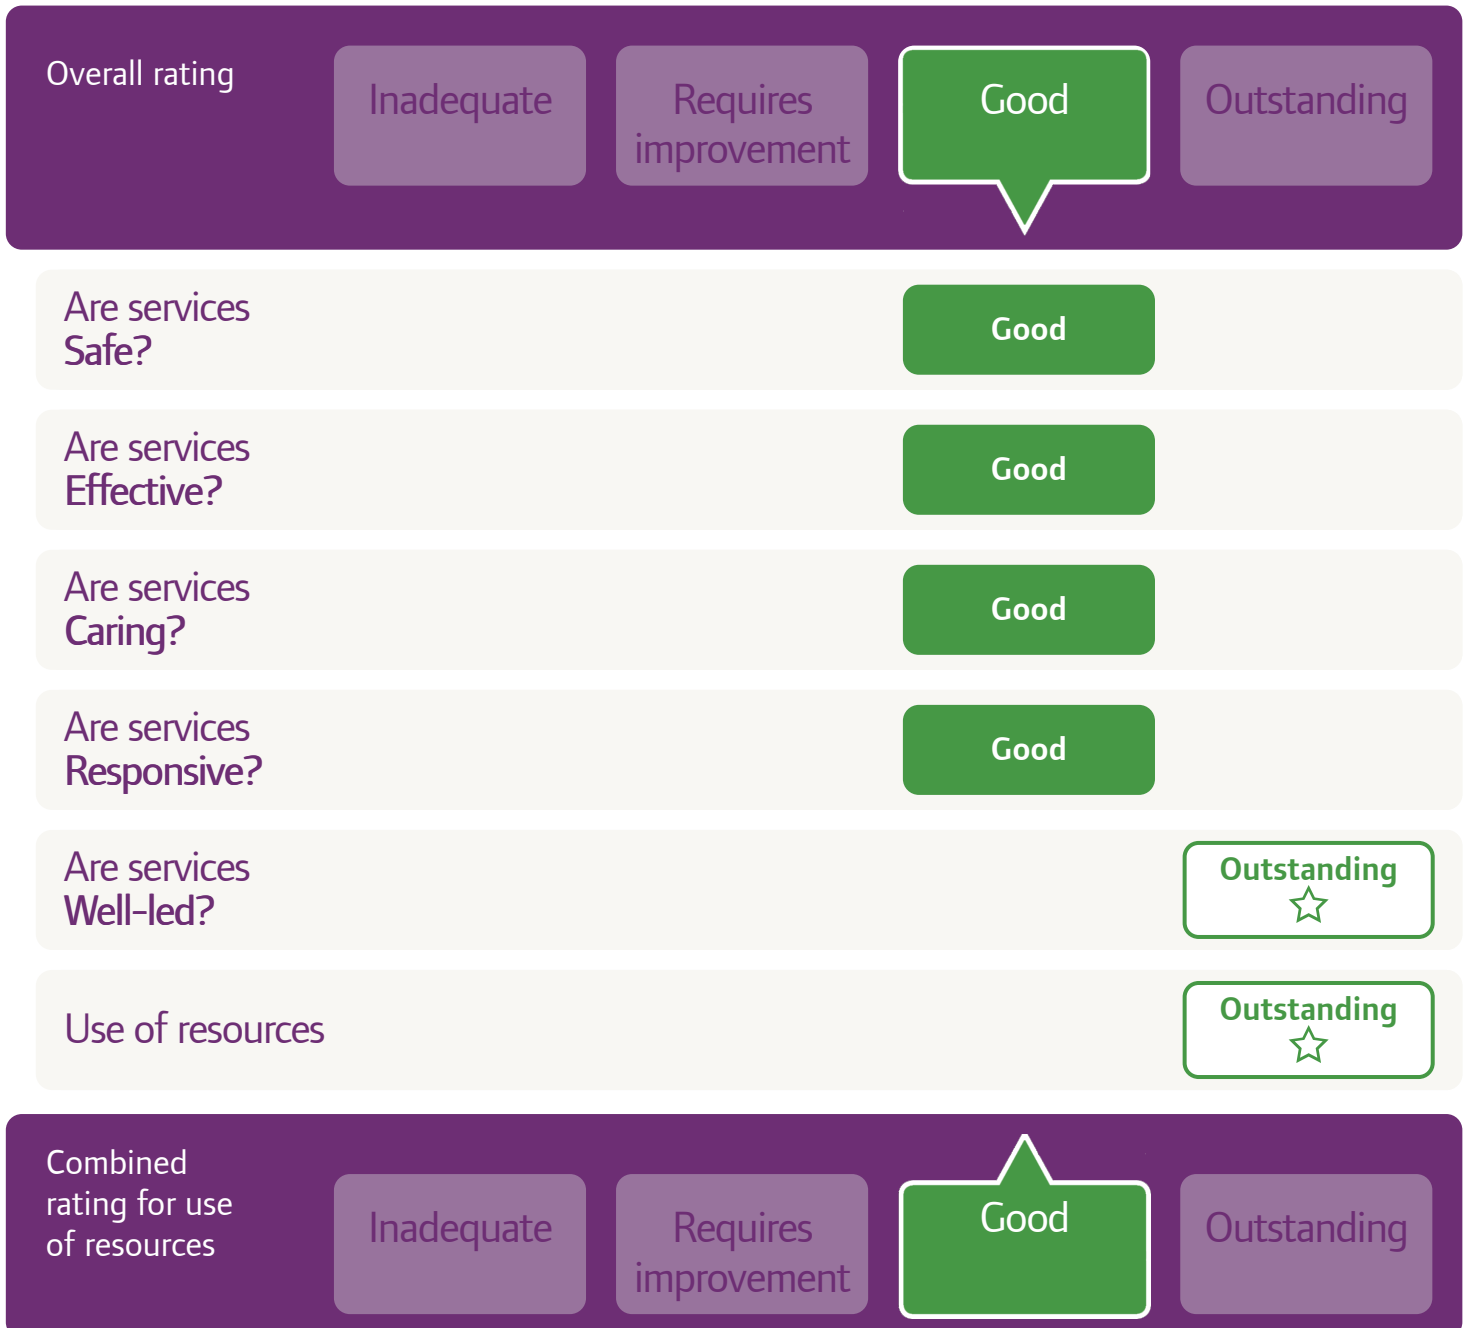 Overall rating
Inadequate
Requires
improvement
Good
Outstanding
Are services
Safe?
Good
Are services
Effective?
Good
Are services
Caring?
Good
Are services
Responsive?
Good
Are services
Well-led?
Outstanding
Use of resources
Outstanding
Combined
rating for use
of resources
Inadequate
Requires
improvement
Good
Outstanding